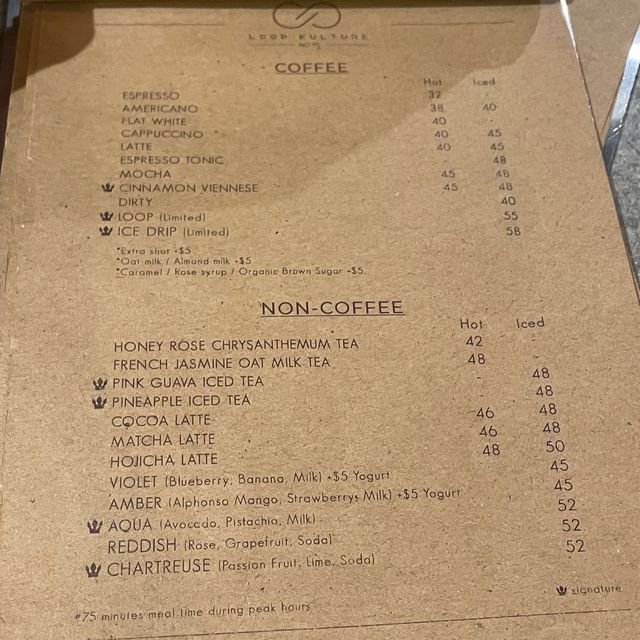 LOOP KULTURE
COFFEE
Hot Iced
ESPRESSO 32 -
AMERICANO 38 40
FLAT WHITE 40 -
CAPPUCCINO 40 45
LATTE 40 45
ESPRESSO TONIC - 48
MOCHA 45 48
CINNAMON VIENNESE 45 48
DIRTY 40
LOOP (Limited) 55
ICE DRIP (Limited) 58
*Extra shot +$5
*Oat milk / Almond milk +$5
*Caramel / Rose syrup / Organic Brown Sugar +$5
NON-COFFEE
Hot Iced
HONEY ROSE CHRYSANTHEMUM TEA 42 -
FRENCH JASMINE OAT MILK TEA 48 -
PINK GUAVA ICED TEA - 48
PINEAPPLE ICED TEA - 48
COCOA LATTE 46 48
MATCHA LATTE 46 48
HOJICHA LATTE 48 50
VIOLET (Blueberry, Banana, Milk) +$5 Yogurt 45
AMBER (Alphonso Mango, Strawberry, Milk) +$5 Yogurt 45
AQUA (Avocado, Pistachio, Milk) 52
REDDISH (Rose, Grapefruit, Soda) 52
CHARTREUSE (Passion Fruit, Lime, Soda) 52
signature
#75 minutes meal time during peak hours